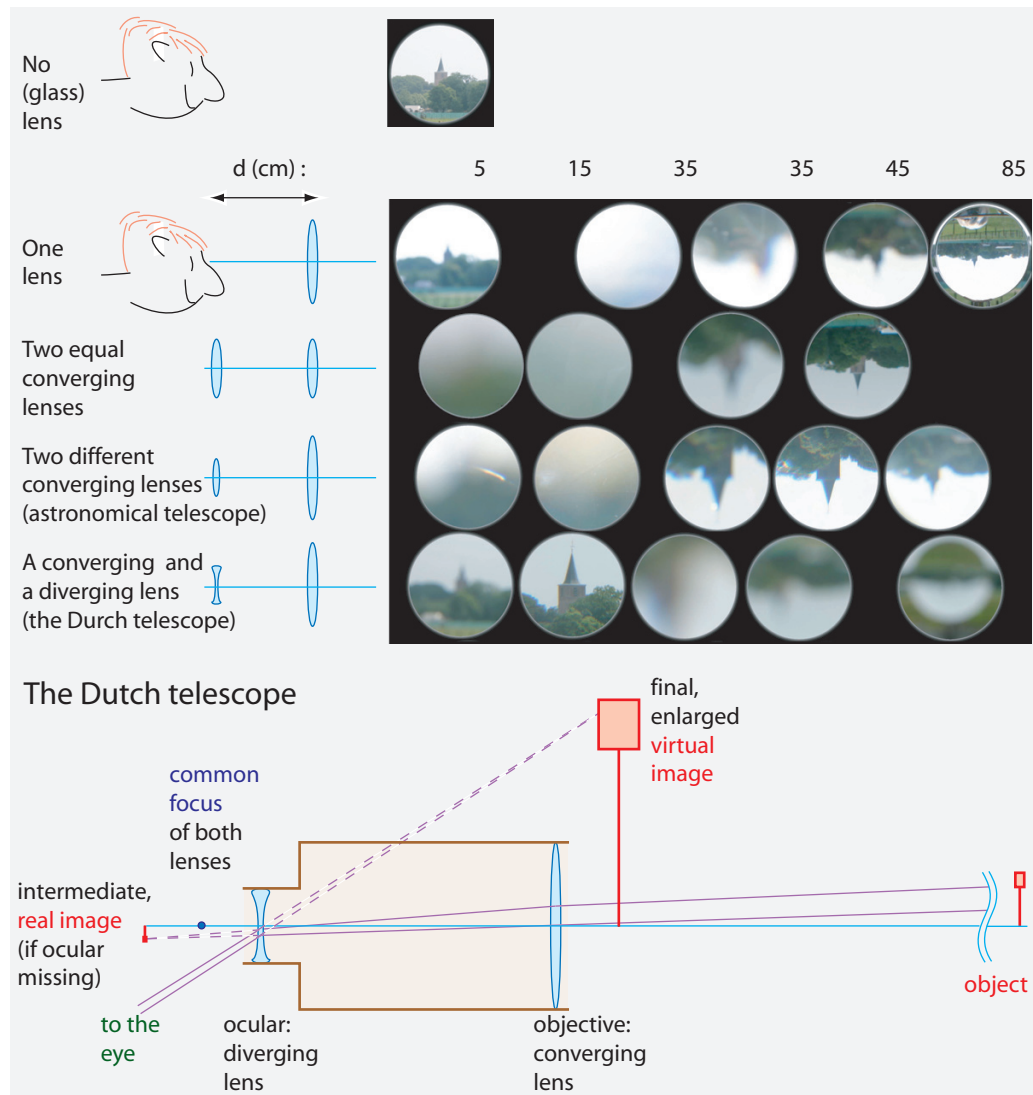 No
(glass)
lens
d (cm) :
5 15 35 35 45 85
One
lens
Two equal
converging
lenses
Two different
converging lenses
(astronomical telescope)
A converging and
a diverging lens
(the Durch telescope)
The Dutch telescope
final,
enlarged
virtual
image
common
focus
of both
lenses
intermediate,
real image
(if ocular
missing)
to the
eye
ocular:
diverging
lens
objective:
converging
lens
object